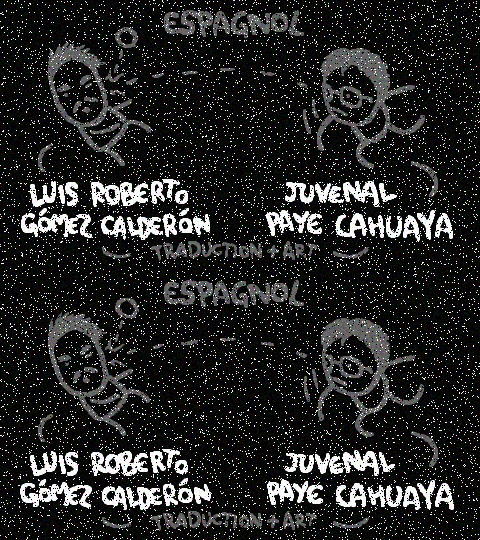 ESPAGNOL
LUIS ROBERTO
GÓMEZ CALDERÓN
JUVENAL
PAYE CAHUAYA
TRADUCTION + ART
ESPAGNOL
LUIS ROBERTO
GÓMEZ CALDERÓN
JUVENAL
PAYE CAHUAYA
TRADUCTION + ART